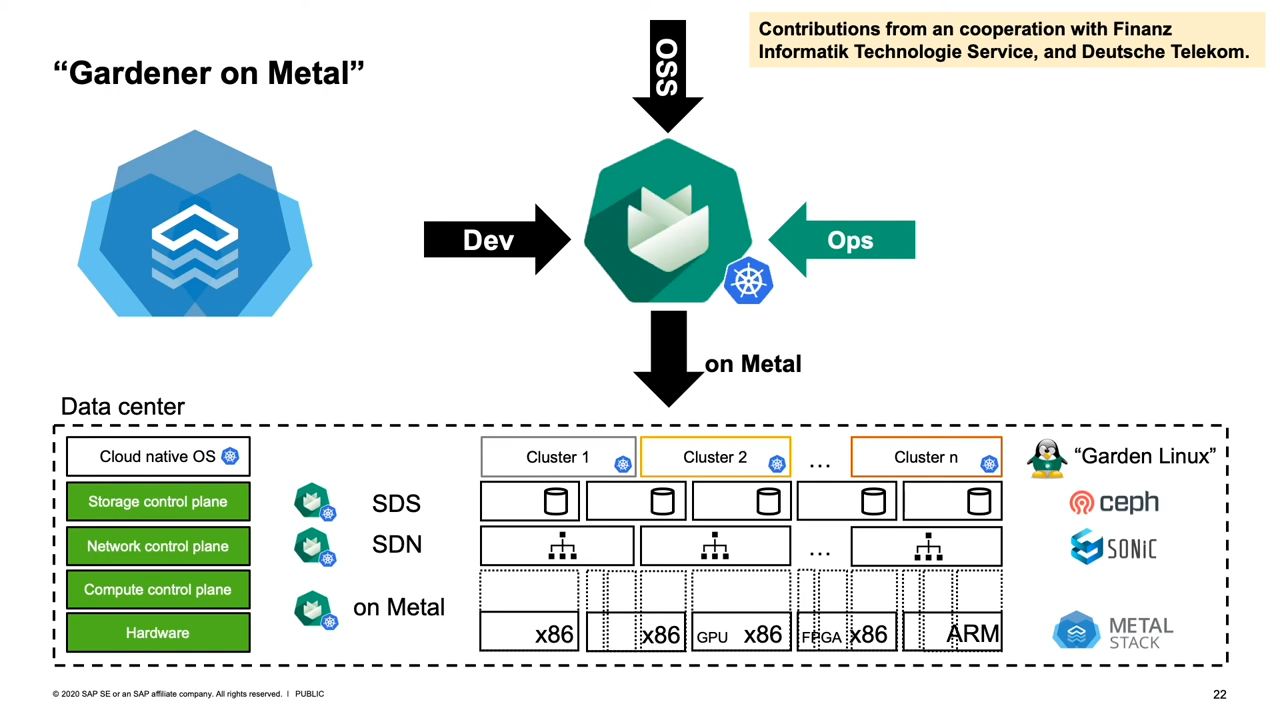 “Gardener on Metal”
OSS
Contributions from an cooperation with Finanz
Informatik Technologie Service, and Deutsche Telekom.
Dev
Ops
on Metal
Data center
Cloud native OS
Cluster 1
Cluster 2
...
Cluster n
“Garden Linux”
Storage control plane
SDS
ceph
Network control plane
SDN
...
SONiC
Compute control plane
on Metal
Hardware
x86
x86
GPU x86
FPGA x86
ARM
METAL
STACK
© 2020 SAP SE or an SAP affiliate company. All rights reserved. I PUBLIC
22